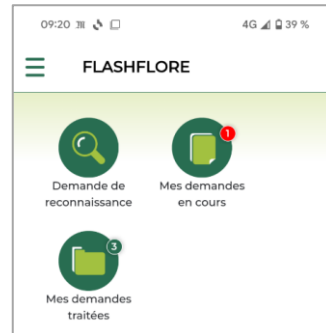 09:20 4G 39 %
FLASHFLORE
1
Demande de
reconnaissance
Mes demandes
en cours
3
Mes demandes
traitées